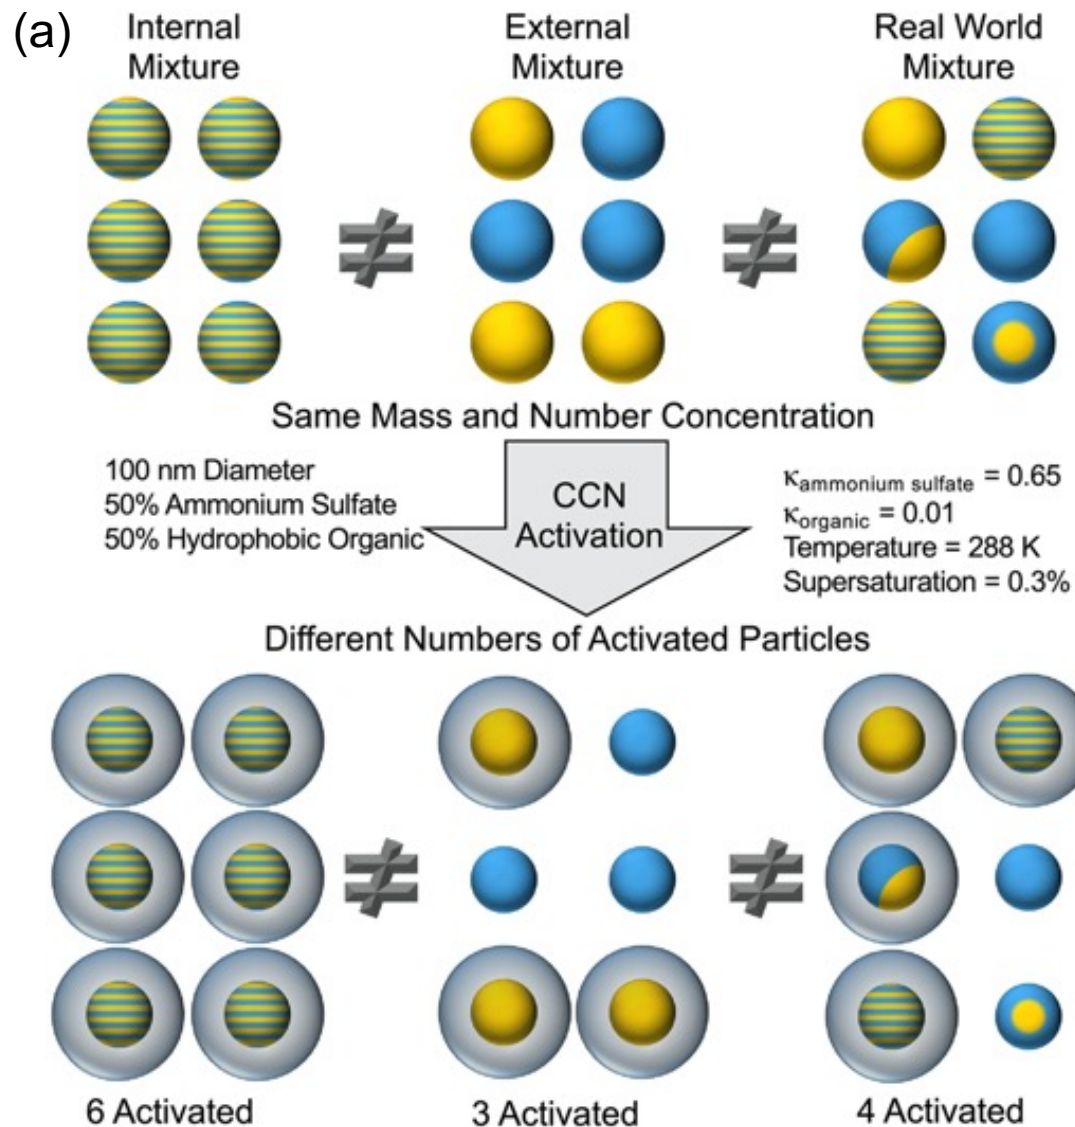 (a)
Internal
Mixture
External
Mixture
Real World
Mixture
≠
≠
Same Mass and Number Concentration
100 nm Diameter
50% Ammonium Sulfate
50% Hydrophobic Organic
CCN
Activation
κammonium sulfate = 0.65
κorganic = 0.01
Temperature = 288 K
Supersaturation = 0.3%
Different Numbers of Activated Particles
≠
≠
6 Activated
3 Activated
4 Activated